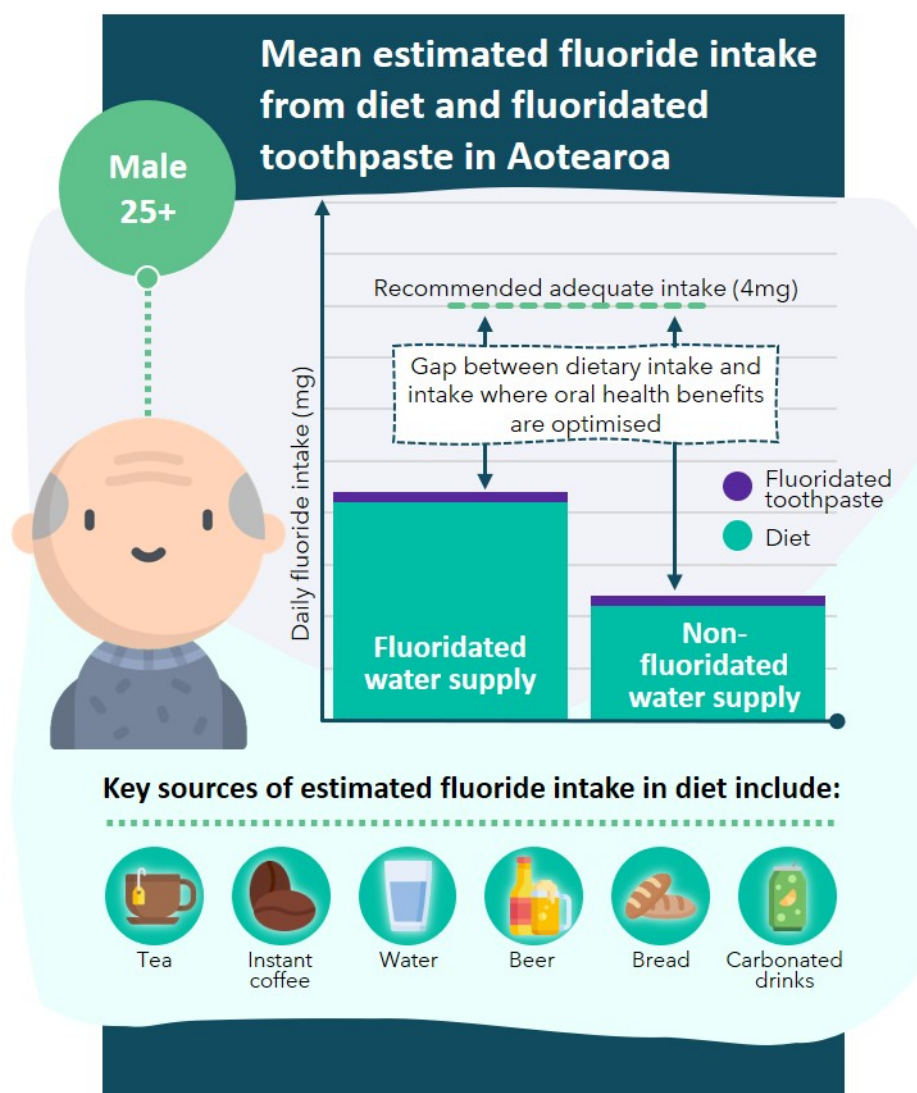 Mean estimated fluoride intake
from diet and fluoridated
toothpaste in Aotearoa
Male
25+
Recommended adequate intake (4mg)
Gap between dietary intake and
intake where oral health benefits
are optimised
Daily fluoride intake (mg)
Fluoridated
toothpaste
Diet
Fluoridated
water supply
Non-
fluoridated
water supply
Key sources of estimated fluoride intake in diet include:
Tea
Instant
coffee
Water
Beer
Bread
Carbonated
drinks